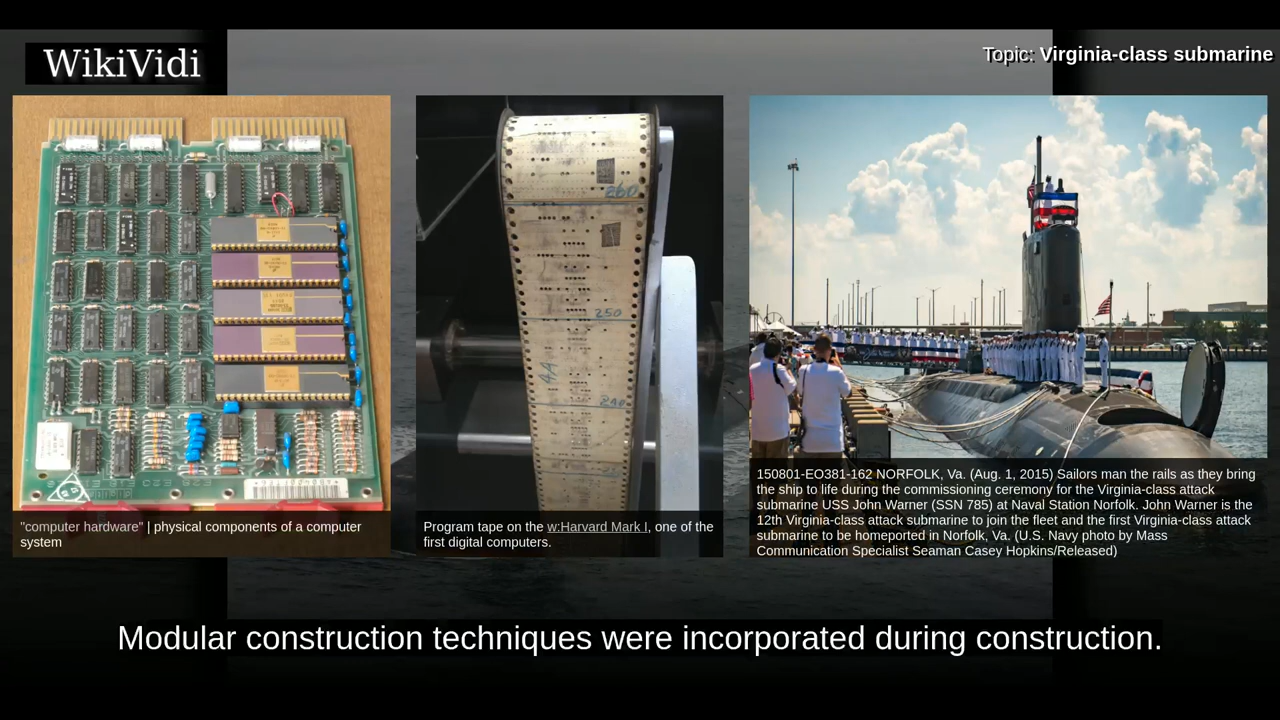 WikiVidi
Topic: Virginia-class submarine
260
250
240
"computer hardware" | physical components of a computer
system
Program tape on the w:Harvard Mark I, one of the
first digital computers.
150801-EO381-162 NORFOLK, Va. (Aug. 1, 2015) Sailors man the rails as they bring
the ship to life during the commissioning ceremony for the Virginia-class attack
submarine USS John Warner (SSN 785) at Naval Station Norfolk. John Warner is the
12th Virginia-class attack submarine to join the fleet and the first Virginia-class attack
submarine to be homeported in Norfolk, Va. (U.S. Navy photo by Mass
Communication Specialist Seaman Casey Hopkins/Released)
Modular construction techniques were incorporated during construction.